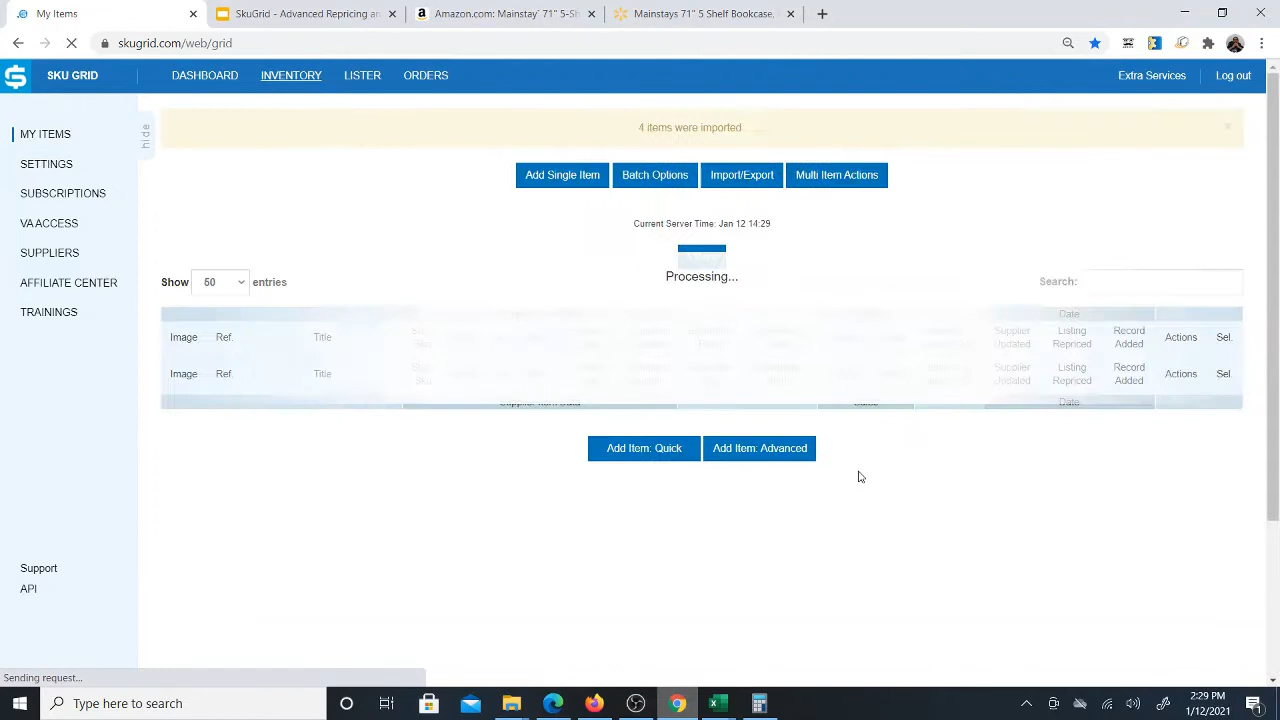 My Items
SkuGrid - Advanced Repricing an
Amazon.com: Mainstay' 71" 5-Sh
Mainstays 71" 5 Shelf Bookcase,
skugrid.com/web/grid
SKU GRID
DASHBOARD
INVENTORY
LISTER
ORDERS
Extra Services
Log out
MY ITEMS
SETTINGS
SUBSCRIPTIONS
VA ACCESS
SUPPLIERS
AFFILIATE CENTER
TRAININGS
Support
API
hide
4 items were imported
Add Single Item
Batch Options
Import/Export
Multi Item Actions
Current Server Time: Jan 12 14:29
Processing...
Show 50 entries
Search:
Date
Image Ref. Title Supplier Updated Listing Repriced Record Added Actions Sel.
Image Ref. Title Supplier Updated Listing Repriced Record Added Actions Sel.
Date
Add Item: Quick
Add Item: Advanced
Sending request...
Type here to search
2:29 PM
1/12/2021